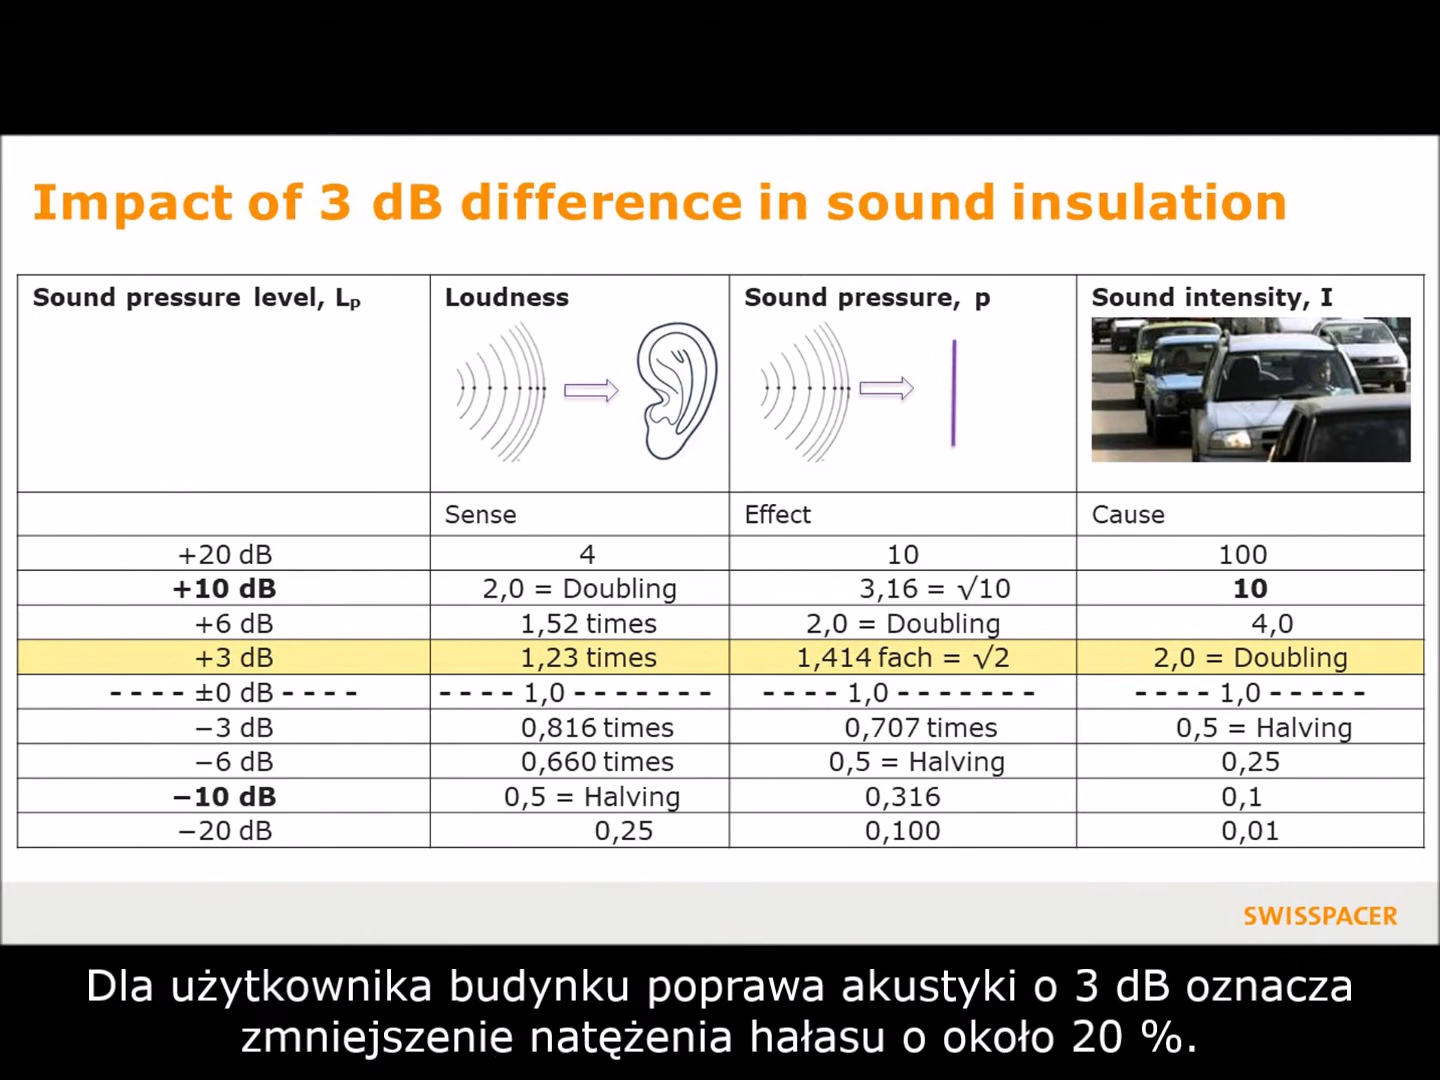 Impact of 3 dB difference in sound insulation
Sound pressure level, Lₚ Loudness Sound pressure, p Sound intensity, I
Sense Effect Cause
+20 dB 4 10 100
+10 dB 2,0 = Doubling 3,16 = √10 10
+6 dB 1,52 times 2,0 = Doubling 4,0
+3 dB 1,23 times 1,414 fach = √2 2,0 = Doubling
- - - - ±0 dB - - - - - - - - 1,0 - - - - - - - - - - - 1,0 - - - - - - - - - - - 1,0 - - - - -
−3 dB 0,816 times 0,707 times 0,5 = Halving
−6 dB 0,660 times 0,5 = Halving 0,25
−10 dB 0,5 = Halving 0,316 0,1
−20 dB 0,25 0,100 0,01
SWISSPACER
Dla użytkownika budynku poprawa akustyki o 3 dB oznacza
zmniejszenie natężenia hałasu o około 20 %.